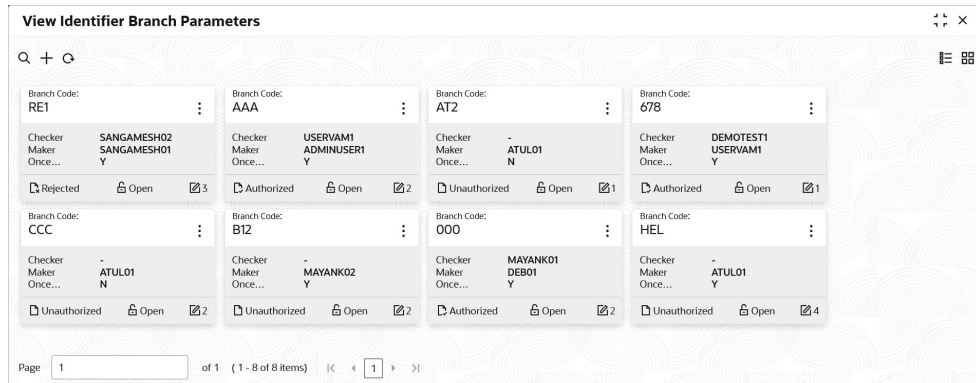 View Identifier Branch Parameters
Branch Code:
RE1
Checker SANGAMESH02
Maker SANGAMESH01
Once... Y
Rejected Open 3
Branch Code:
AAA
Checker USERVAM1
Maker ADMINUSER1
Once... Y
Authorized Open 2
Branch Code:
AT2
Checker -
Maker ATUL01
Once... N
Unauthorized Open 1
Branch Code:
678
Checker DEMOTEST1
Maker USERVAM1
Once... Y
Authorized Open 1
Branch Code:
CCC
Checker -
Maker ATUL01
Once... N
Unauthorized Open 2
Branch Code:
B12
Checker -
Maker MAYANK02
Once... Y
Unauthorized Open 2
Branch Code:
000
Checker MAYANK01
Maker DEB01
Once... Y
Authorized Open 2
Branch Code:
HEL
Checker -
Maker ATUL01
Once... Y
Unauthorized Open 4
Page 1 of 1 (1 - 8 of 8 items) 1